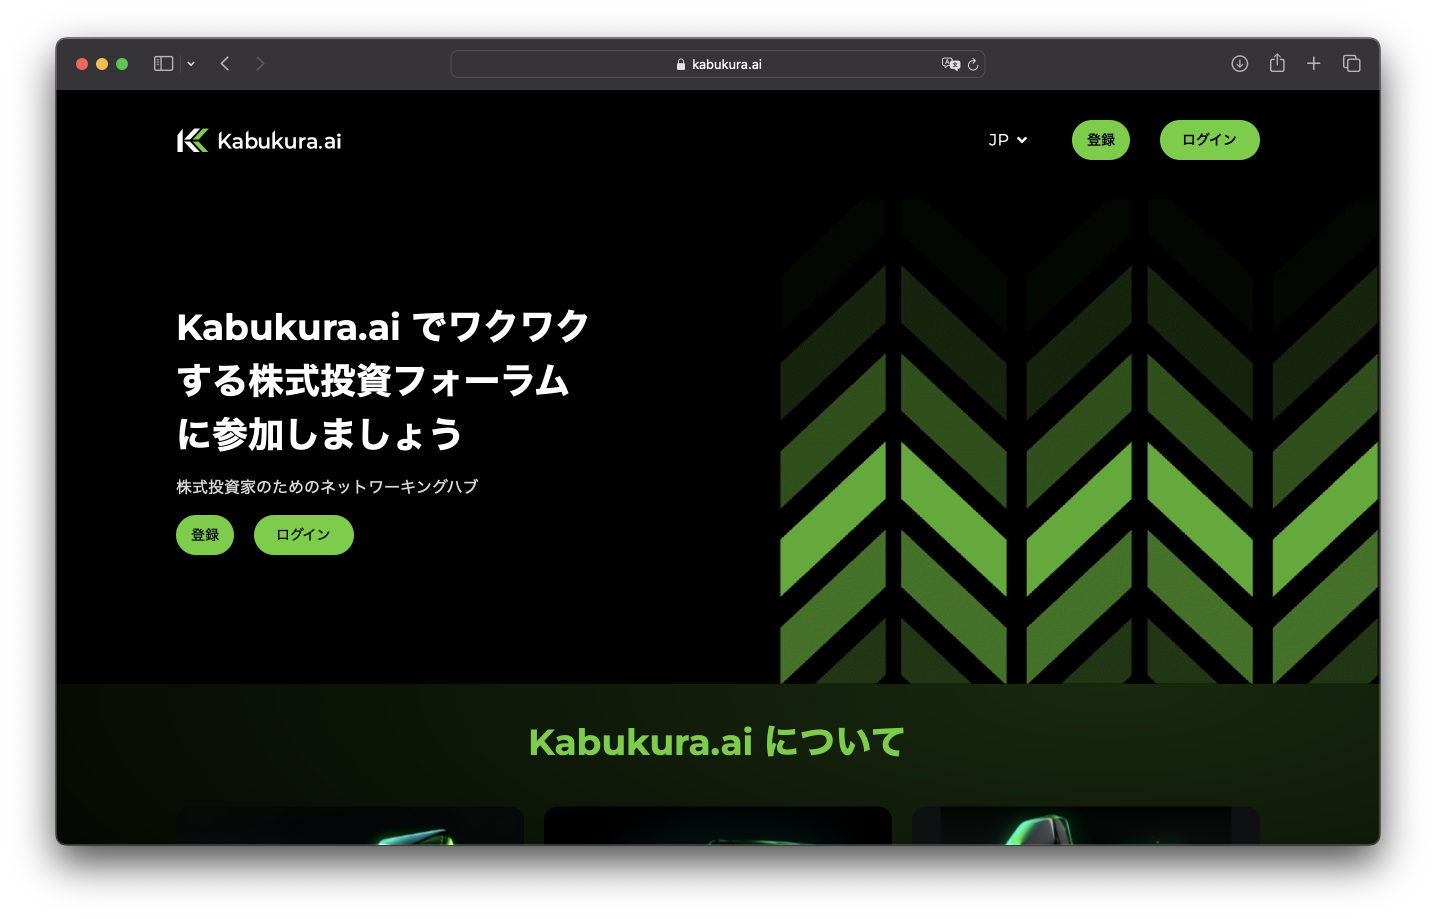 kabukura.ai
Kabukura.ai
JP
登録
ログイン
Kabukura.ai でワクワク
する株式投資フォーラム
に参加しましょう
株式投資家のためのネットワーキングハブ
登録
ログイン
Kabukura.ai について